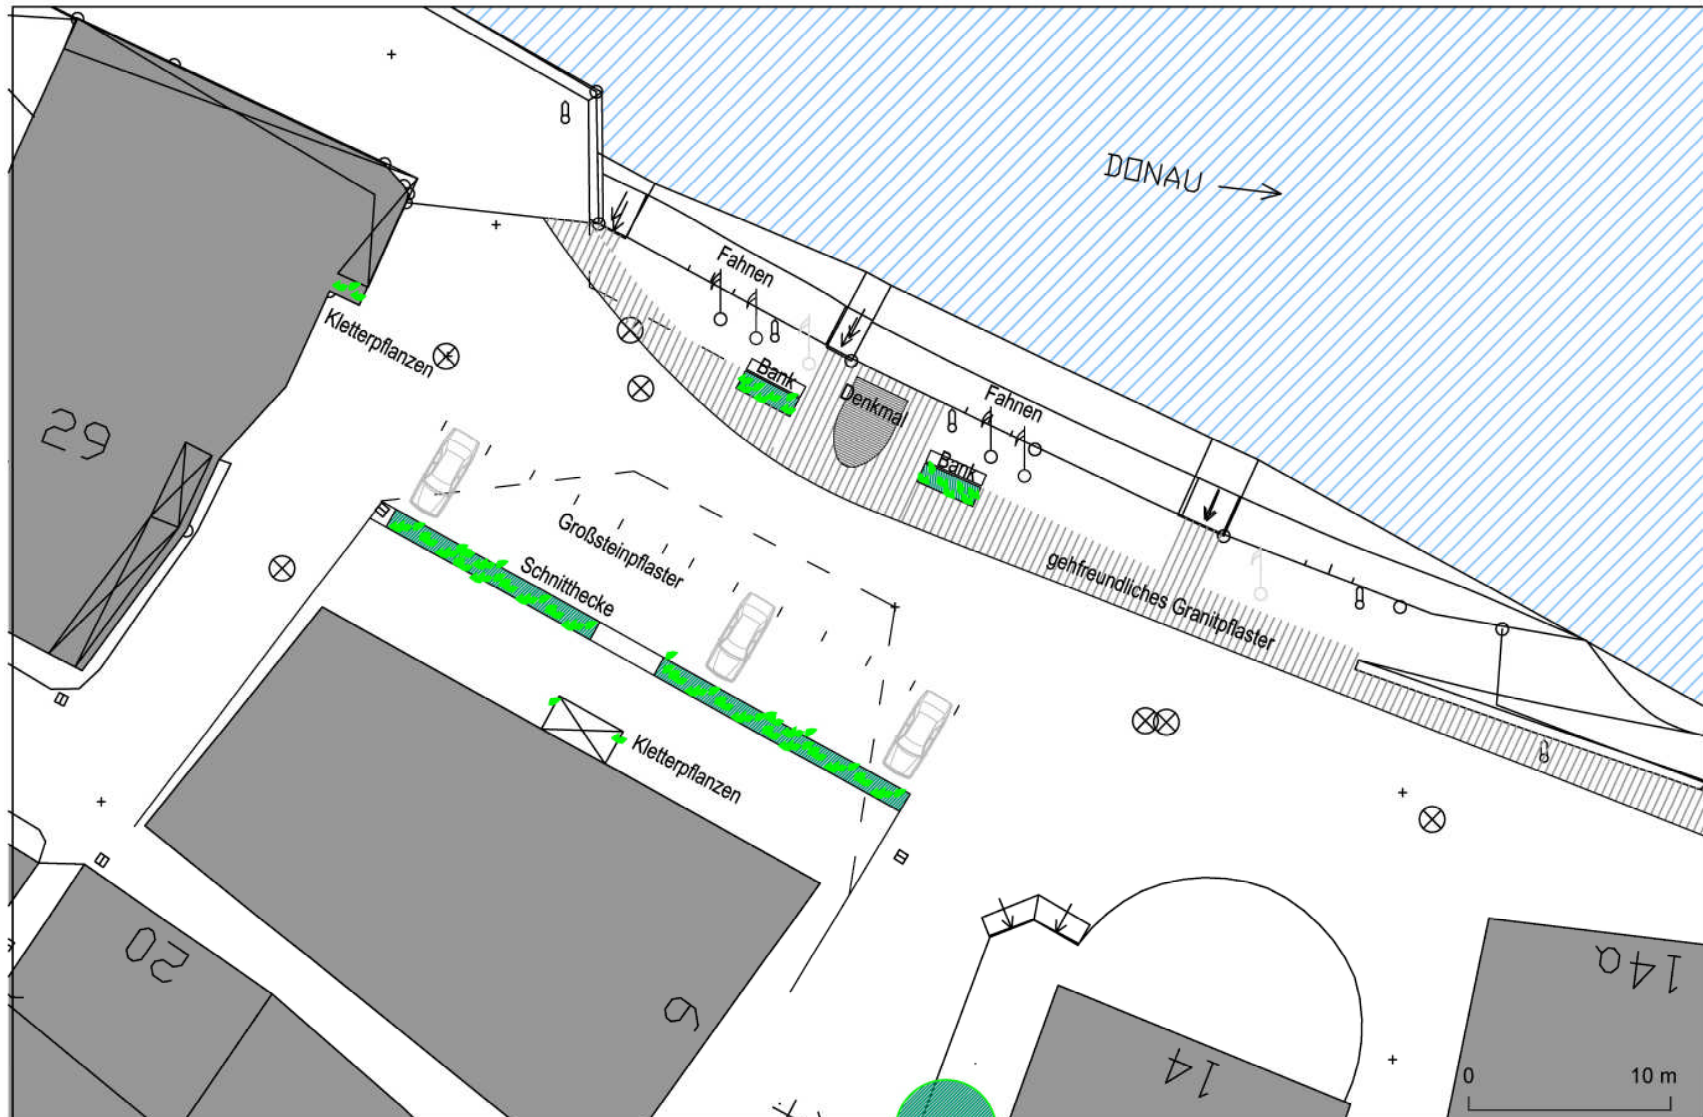 DONAU
Fahnen
Kletterpflanzen
Bank
Denkmal
Fahnen
Bank
29
Großsteinpflaster
Schnitthecke
gehfreundliches Granitpflaster
Kletterpflanzen
20
6
14
14a
0 10 m